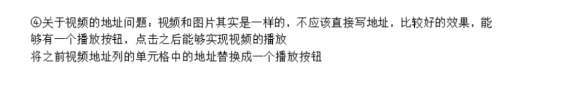 ④关于视频的地址问题：视频和图片其实是一样的，不应该直接写地址，比较好的效果，能
够有一个播放按钮，点击之后能够实现视频的播放
将之前视频地址列的单元格中的地址替换成一个播放按钮